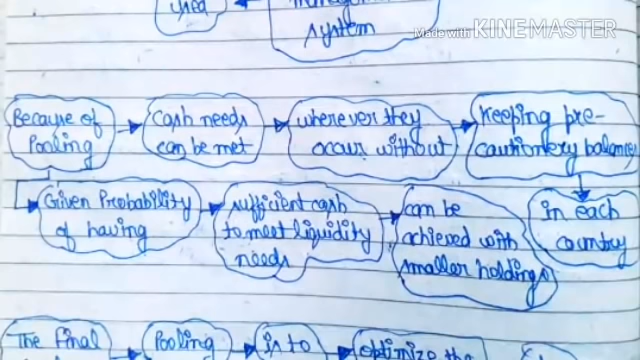 used
system
Made with KINEMASTER
Because of
Pooling
cash needs
can be met
wherever they
occur without
keeping pre-
cautionery balances
in each
country
Given Probability
of having
sufficient cash
to meet liquidity
needs
can be
achieved with
smaller holdings
The Final
Pooling
is to
optimize the